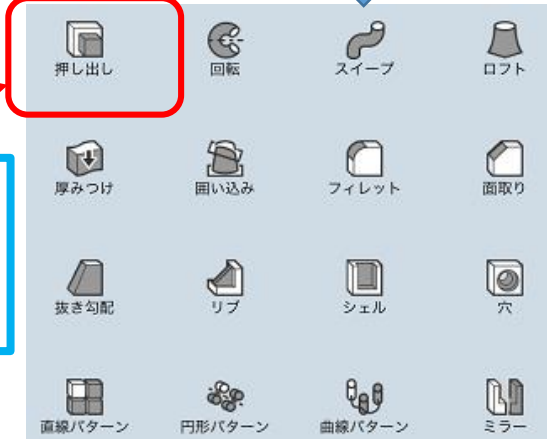 押し出し
回転
スイープ
ロフト
厚みつけ
囲い込み
フィレット
面取り
抜き勾配
リブ
シェル
穴
直線パターン
円形パターン
曲線パターン
ミラー